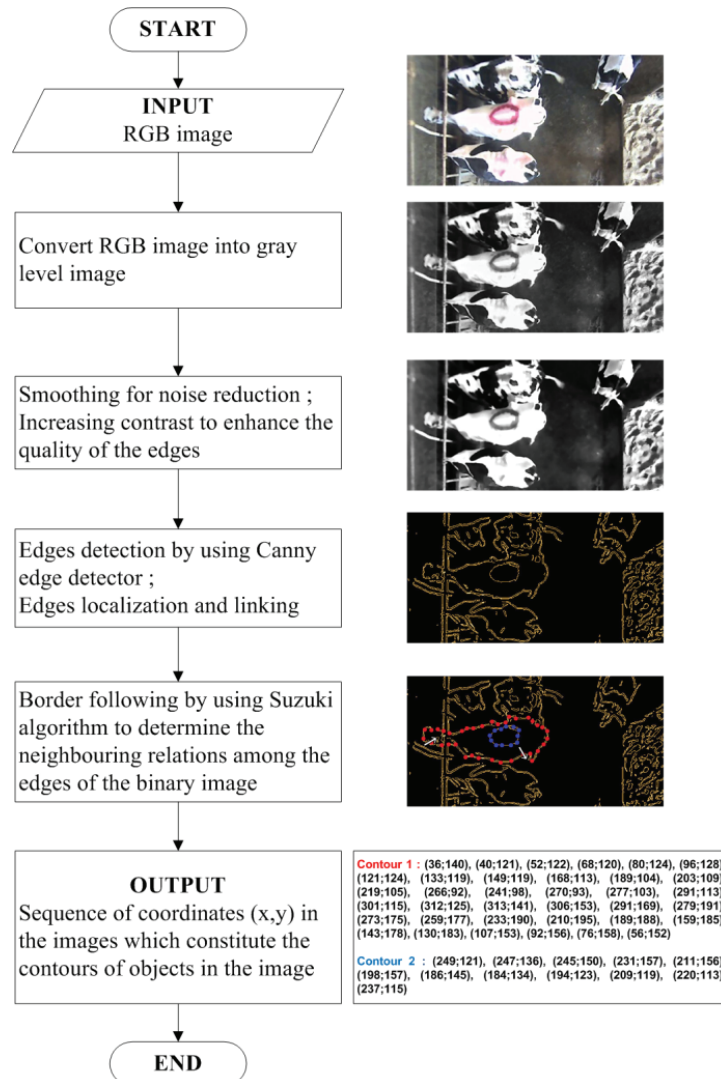 START
INPUT
RGB image
Convert RGB image into gray
level image
Smoothing for noise reduction ;
Increasing contrast to enhance the
quality of the edges
Edges detection by using Canny
edge detector ;
Edges localization and linking
Border following by using Suzuki
algorithm to determine the
neighbouring relations among the
edges of the binary image
OUTPUT
Sequence of coordinates (x,y) in
the images which constitute the
contours of objects in the image
Contour 1 : (36;140), (40;121), (52;122), (68;120), (80;124), (96;128)
(121;124), (133;119), (149;119), (168;113), (189;104), (203;109)
(219;105), (266;92), (241;98), (270;93), (277;103), (291;113)
(301;115), (312;125), (313;141), (306;153), (291;169), (279;191)
(273;175), (259;177), (233;190), (210;195), (189;188), (159;185)
(143;178), (130;183), (107;153), (92;156), (76;158), (56;152)
Contour 2 : (249;121), (247;136), (245;150), (231;157), (211;156)
(198;157), (186;145), (184;134), (194;123), (209;119), (220;113)
(237;115)
END